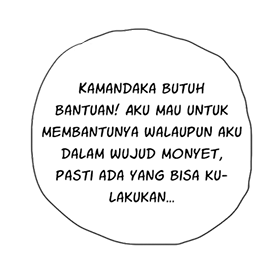 KAMANDAKA BUTUH
BANTUAN! AKU MAU UNTUK
MEMBANTUNYA WALAUPUN AKU
DALAM WUJUD MONYET,
PASTI ADA YANG BISA KU-
LAKUKAN...